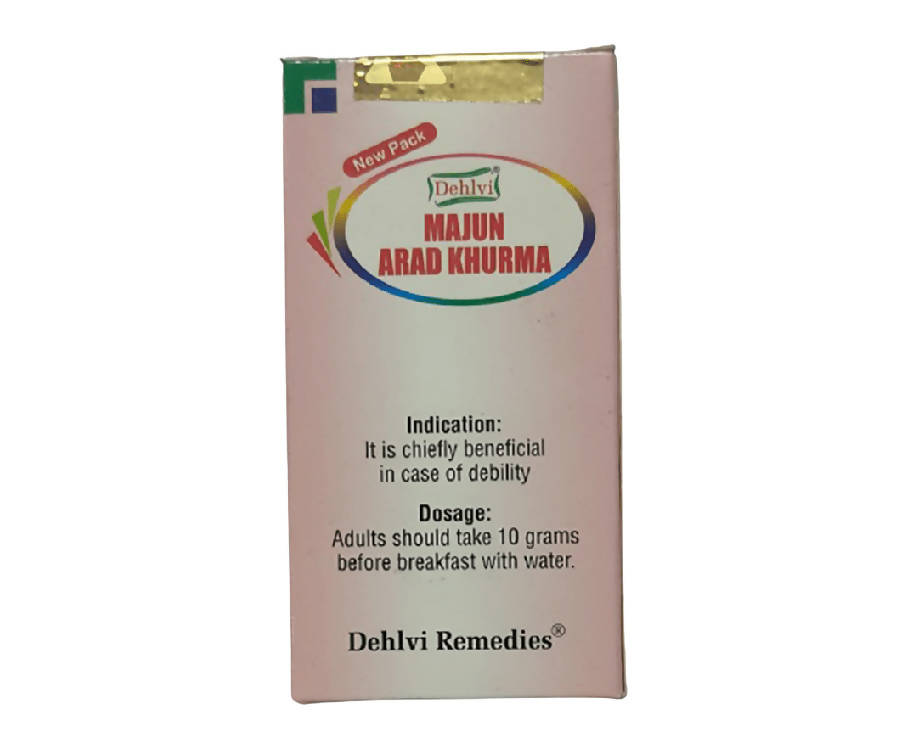 New Pack
Dehlvi®
MAJUN
ARAD KHURMA
Indication:
It is chiefly beneficial
in case of debility
Dosage:
Adults should take 10 grams
before breakfast with water.
Dehlvi Remedies®